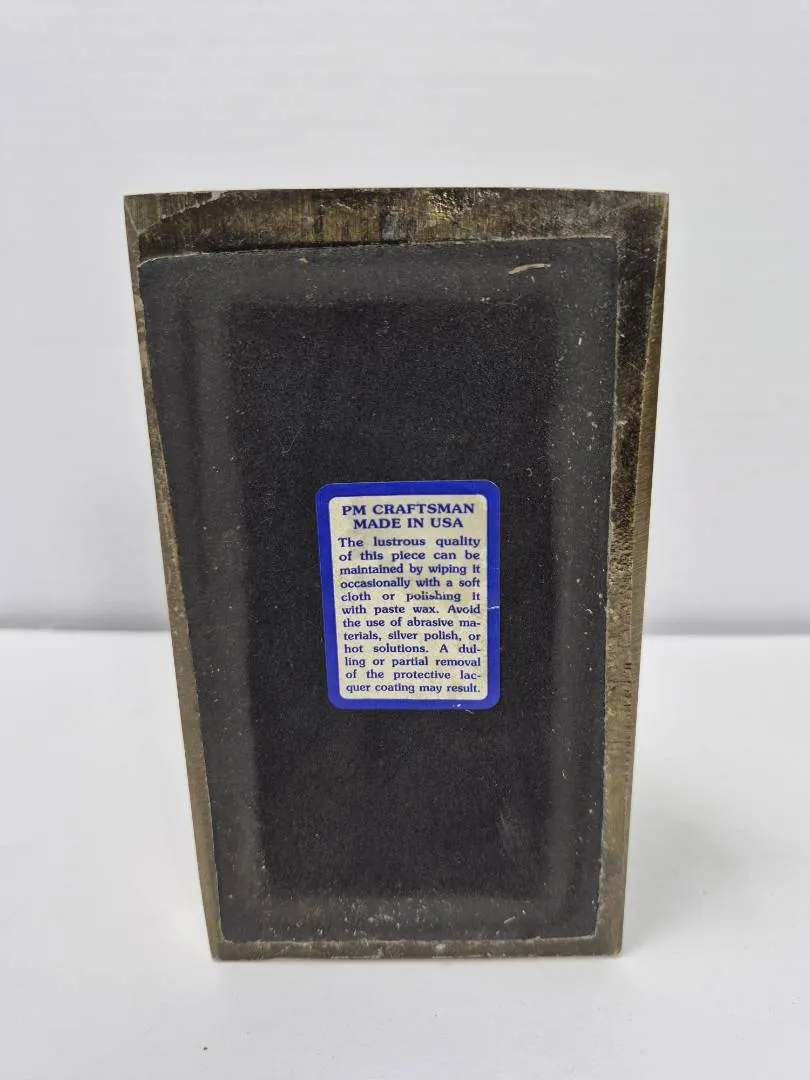 PM CRAFTSMAN
MADE IN USA
The lustrous quality
of this piece can be
maintained by wiping it
occasionally with a soft
cloth or polishing it
with paste wax. Avoid
the use of abrasive ma-
terials, silver polish, or
hot solutions. A dul-
ling or partial removal
of the protective lac-
quer coating may result.